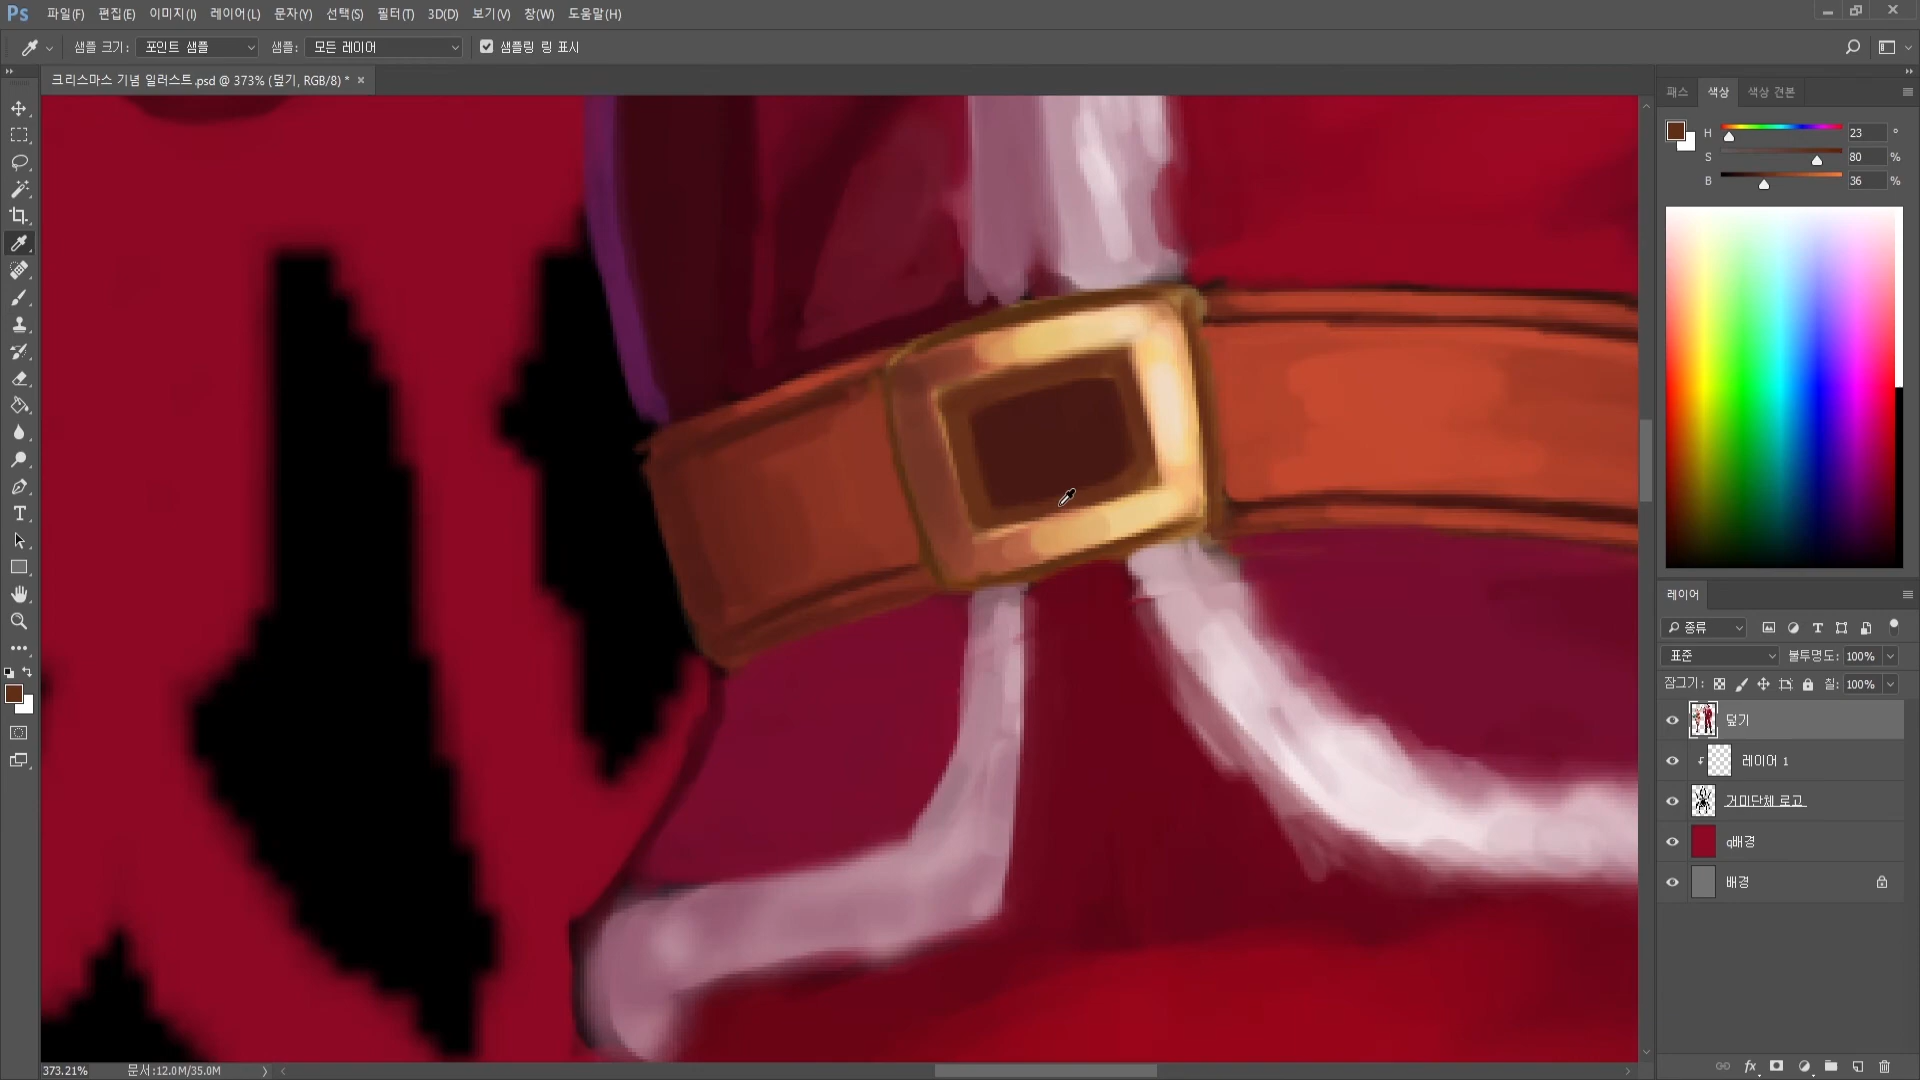 Ps 파일(F) 편집(E) 이미지(I) 레이어(L) 문자(Y) 선택(S) 필터(T) 3D(D) 보기(V) 창(W) 도움말(H)
샘플 크기: 포인트 샘플 샘플: 모든 레이어 샘플링 링 표시
크리스마스 기념 일러스트.psd @ 373% (덮기, RGB/8) *
패스 색상 색상 견본
H 23 °
S 80 %
B 36 %
레이어
종류
표준 불투명도: 100%
잠그기: 칠: 100%
덮기
레이어 1
거미단체 로고
q배경
배경
373.21% 문서:12.0M/35.0M